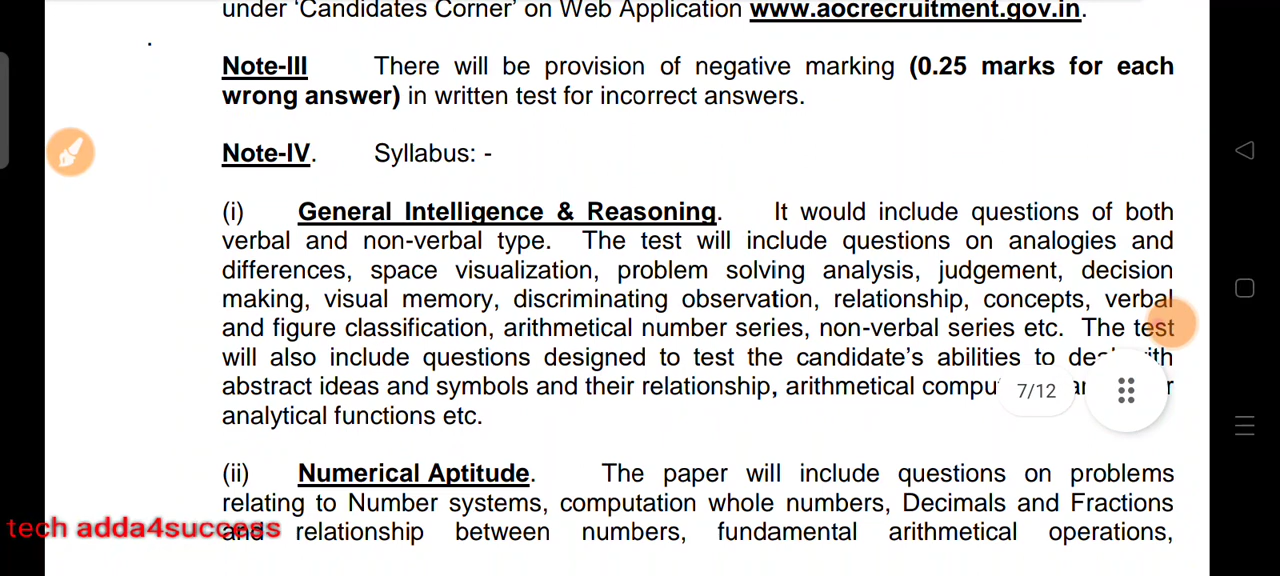 under ‘Candidates Corner’ on Web Application www.aocrecruitment.gov.in.
Note-III There will be provision of negative marking (0.25 marks for each
wrong answer) in written test for incorrect answers.
Note-IV. Syllabus: -
(i) General Intelligence & Reasoning. It would include questions of both
verbal and non-verbal type. The test will include questions on analogies and
differences, space visualization, problem solving analysis, judgement, decision
making, visual memory, discriminating observation, relationship, concepts, verbal
and figure classification, arithmetical number series, non-verbal series etc. The test
will also include questions designed to test the candidate’s abilities to
abstract ideas and symbols and their relationship, arithmetical
7/12
analytical functions etc.
(ii) Numerical Aptitude. The paper will include questions on problems
relating to Number systems, computation whole numbers, Decimals and Fractions
and relationship between numbers, fundamental arithmetical operations,
tech adda4success